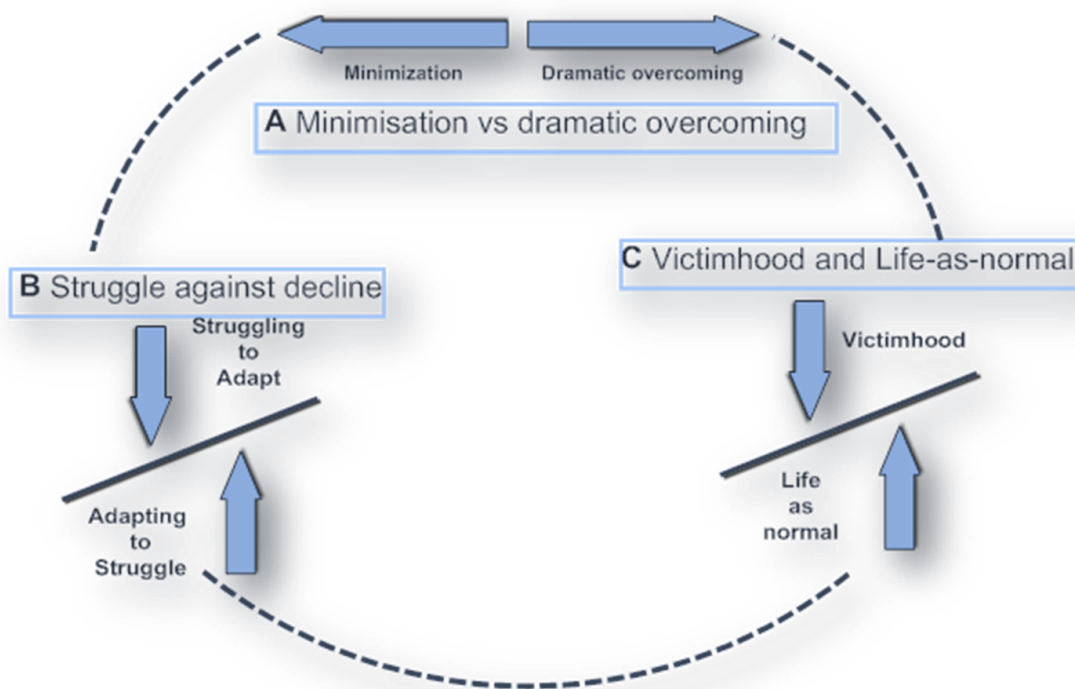 Minimization
Dramatic overcoming
A Minimisation vs dramatic overcoming
B Struggle against decline
Struggling
to
Adapt
Adapting
to
Struggle
C Victimhood and Life-as-normal
Victimhood
Life
as
normal